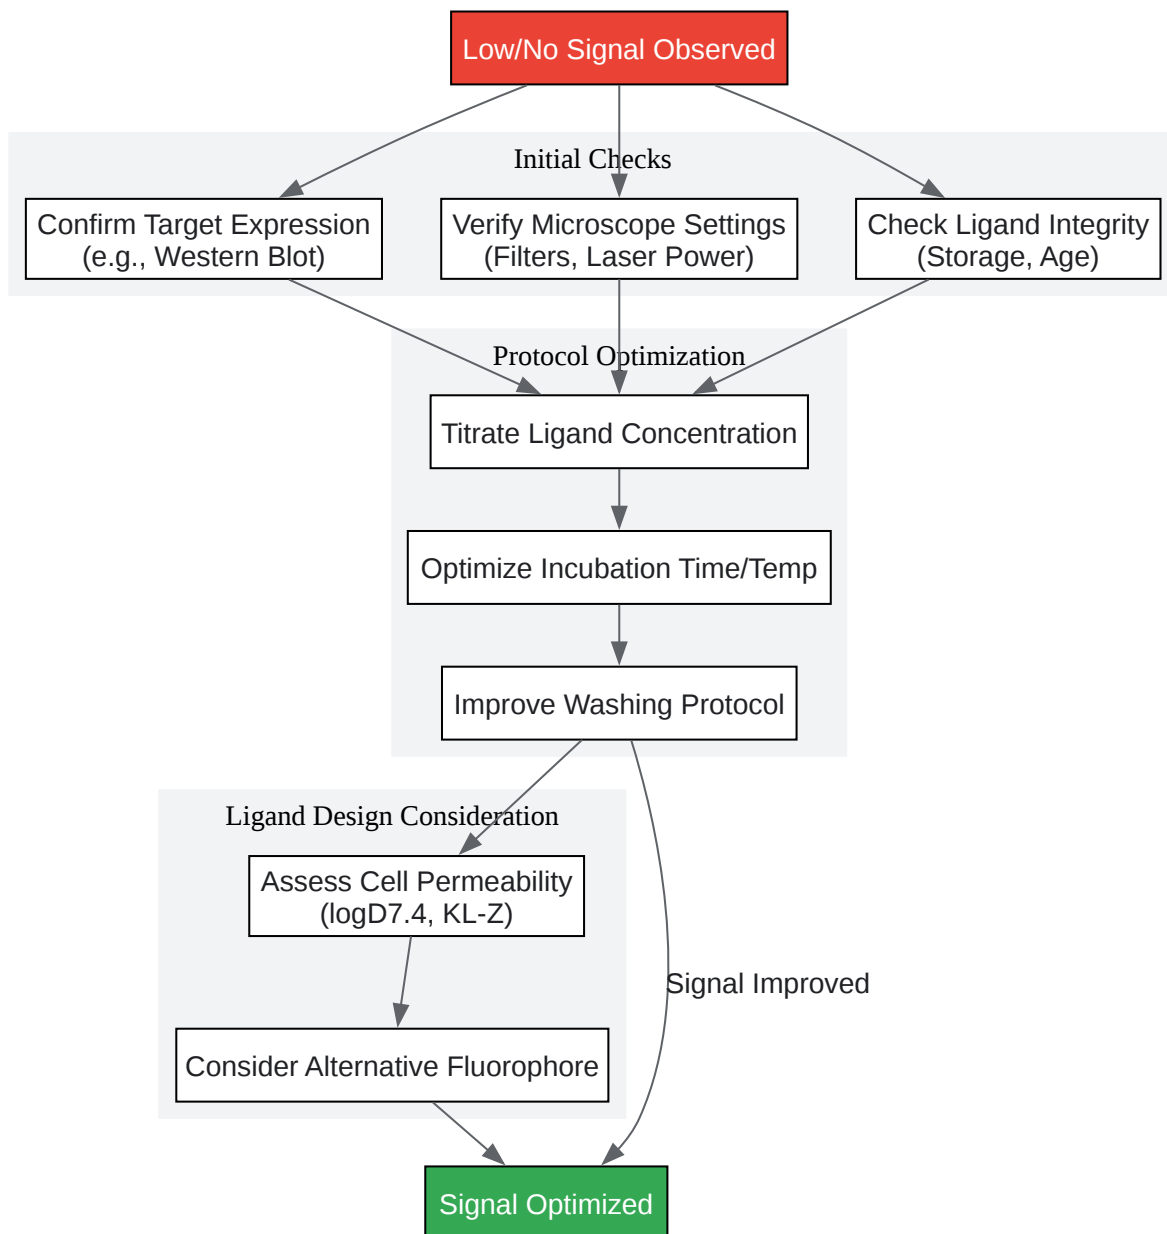 Low/No Signal Observed
Initial Checks
Confirm Target Expression
(e.g., Western Blot)
Verify Microscope Settings
(Filters, Laser Power)
Check Ligand Integrity
(Storage, Age)
Protocol Optimization
Titrate Ligand Concentration
Optimize Incubation Time/Temp
Improve Washing Protocol
Ligand Design Consideration
Assess Cell Permeability
(logD7.4, KL-Z)
Signal Improved
Consider Alternative Fluorophore
Signal Optimized